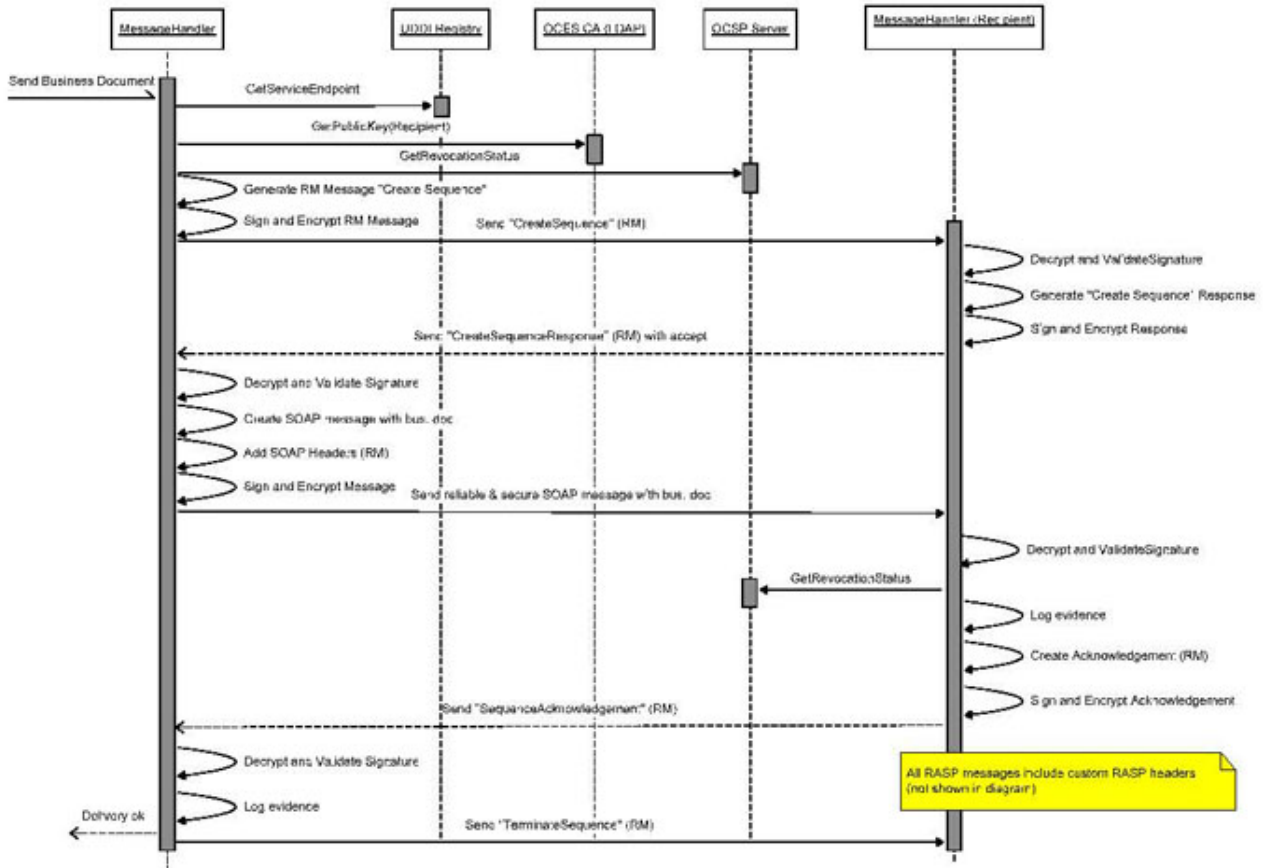 MessageHandler
UDDI Registry
OCES CA (LDAP)
OCSP Server
MessageHandler (Recipient)
Send Business Document
GetServiceEndpoint
GetPublicKey(Recipient)
GetRevocationStatus
Generate RM Message "Create Sequence"
Sign and Encrypt RM Message
Send "CreateSequence" (RM)
Decrypt and ValidateSignature
Generate "Create Sequence" Response
Sign and Encrypt Response
Send "CreateSequenceResponse" (RM) with accept
Decrypt and Validate Signature
Create SOAP message with bus. doc
Add SOAP Headers (RM)
Sign and Encrypt Message
Send reliable & secure SOAP message with bus. doc
Decrypt and ValidateSignature
GetRevocationStatus
Log evidence
Create Acknowledgement (RM)
Sign and Encrypt Acknowledgement
Send "SequenceAcknowledgement" (RM)
Decrypt and Validate Signature
All RASP messages include custom RASP headers
(not shown in diagram)
Log evidence
Delivery ok
Send "TerminateSequence" (RM)